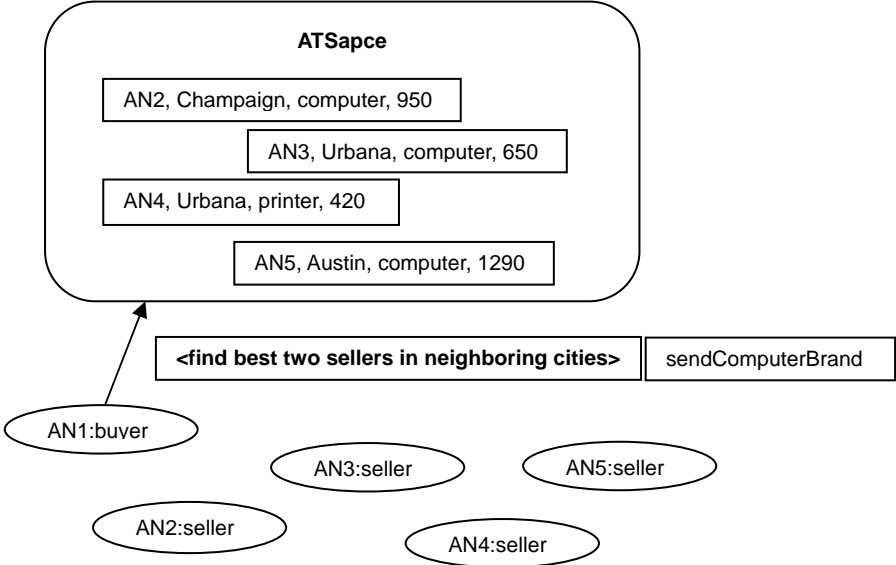 ATSapce
AN2, Champaign, computer, 950
AN3, Urbana, computer, 650
AN4, Urbana, printer, 420
AN5, Austin, computer, 1290
<find best two sellers in neighboring cities>
sendComputerBrand
AN1:buyer
AN3:seller
AN5:seller
AN2:seller
AN4:seller